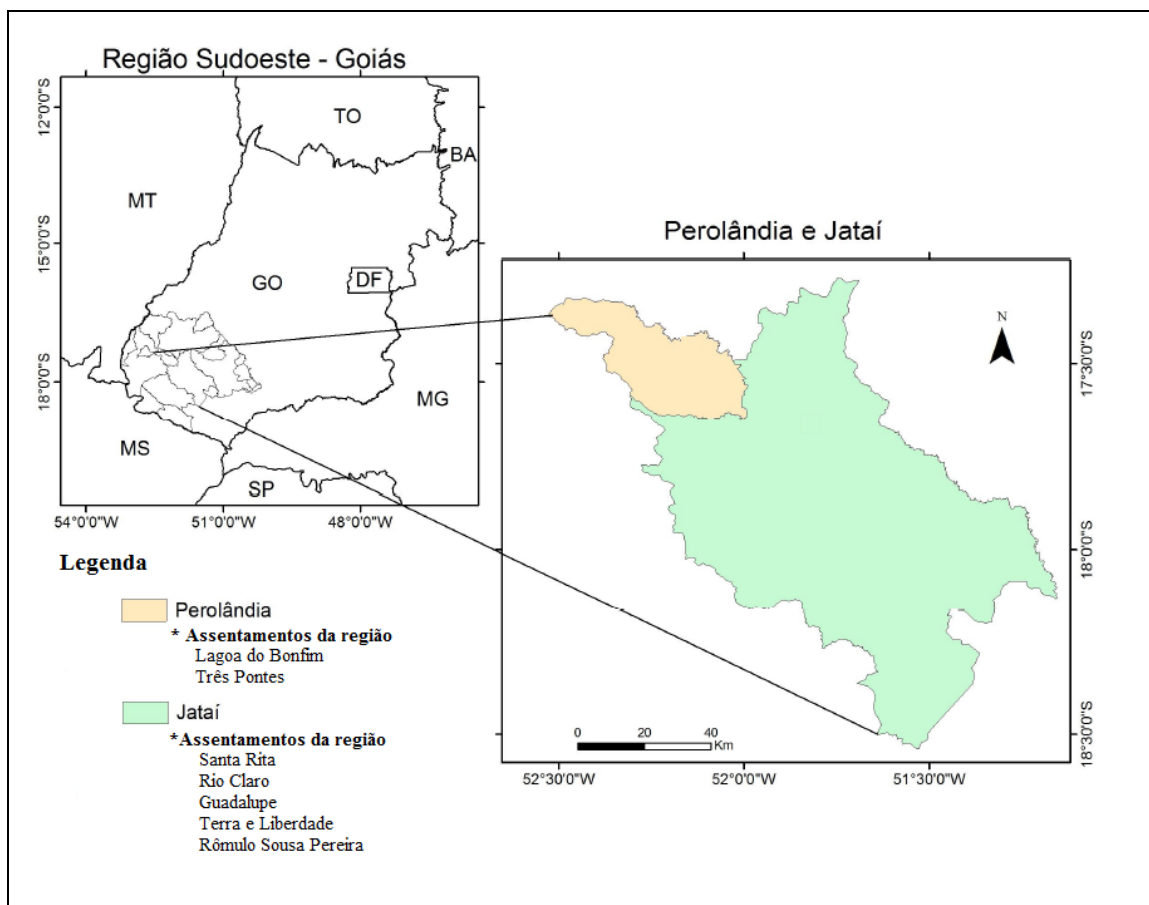 Região Sudoeste - Goiás
12°0'0"S
15°0'0"S
18°0'0"S
TO
BA
MT
GO
DF
MG
MS
SP
54°0'0"W
51°0'0"W
48°0'0"W
Perolândia e Jataí
N
17°30'0"S
18°0'0"S
18°30'0"S
0 20 40
Km
52°30'0"W
52°0'0"W
51°30'0"W
Legenda
Perolândia
* Assentamentos da região
Lagoa do Bonfim
Três Pontes
Jataí
*Assentamentos da região
Santa Rita
Rio Claro
Guadalupe
Terra e Liberdade
Rômulo Sousa Pereira